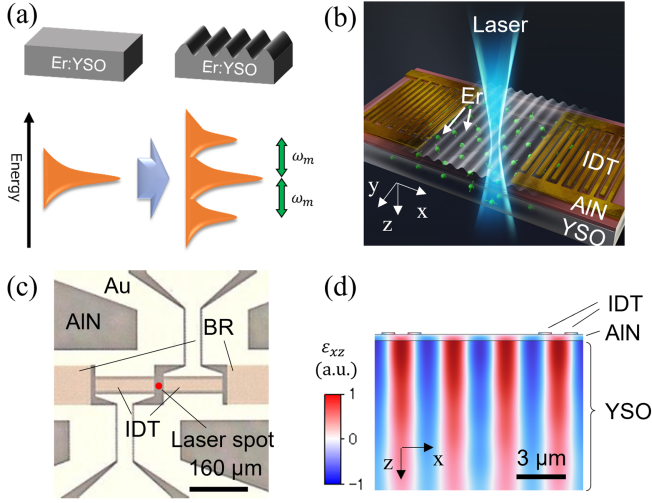 (a)
Er:YSO
Er:YSO
Energy
ωm
ωm
(b)
Laser
Er
IDT
AlN
YSO
y
x
z
(c)
Au
AlN
BR
IDT
Laser spot
160 μm
(d)
IDT
AlN
εxz
(a.u.)
1
0
−1
YSO
z
x
3 μm